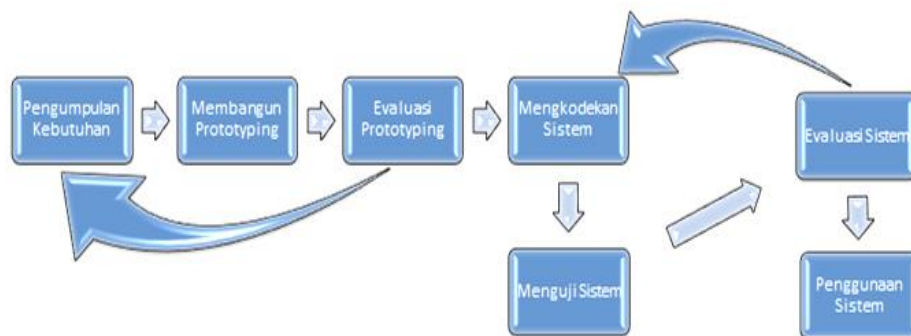 Pengumpulan
Kebutuhan
Membangun
Prototyping
Evaluasi
Prototyping
Mengkodekan
Sistem
Evaluasi Sistem
Menguji Sistem
Penggunaan
Sistem